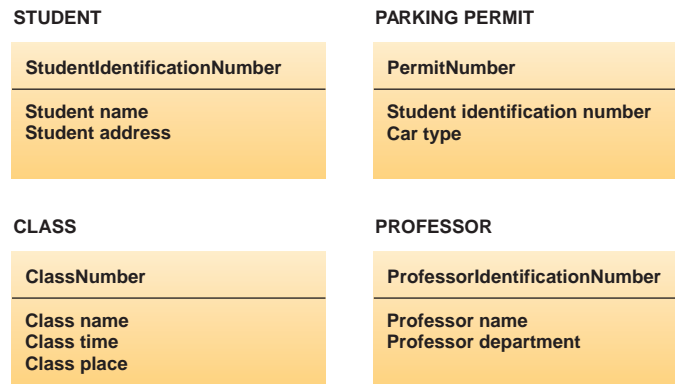 STUDENT
StudentIdentificationNumber
Student name
Student address
PARKING PERMIT
PermitNumber
Student identification number
Car type
CLASS
ClassNumber
Class name
Class time
Class place
PROFESSOR
ProfessorIdentificationNumber
Professor name
Professor department